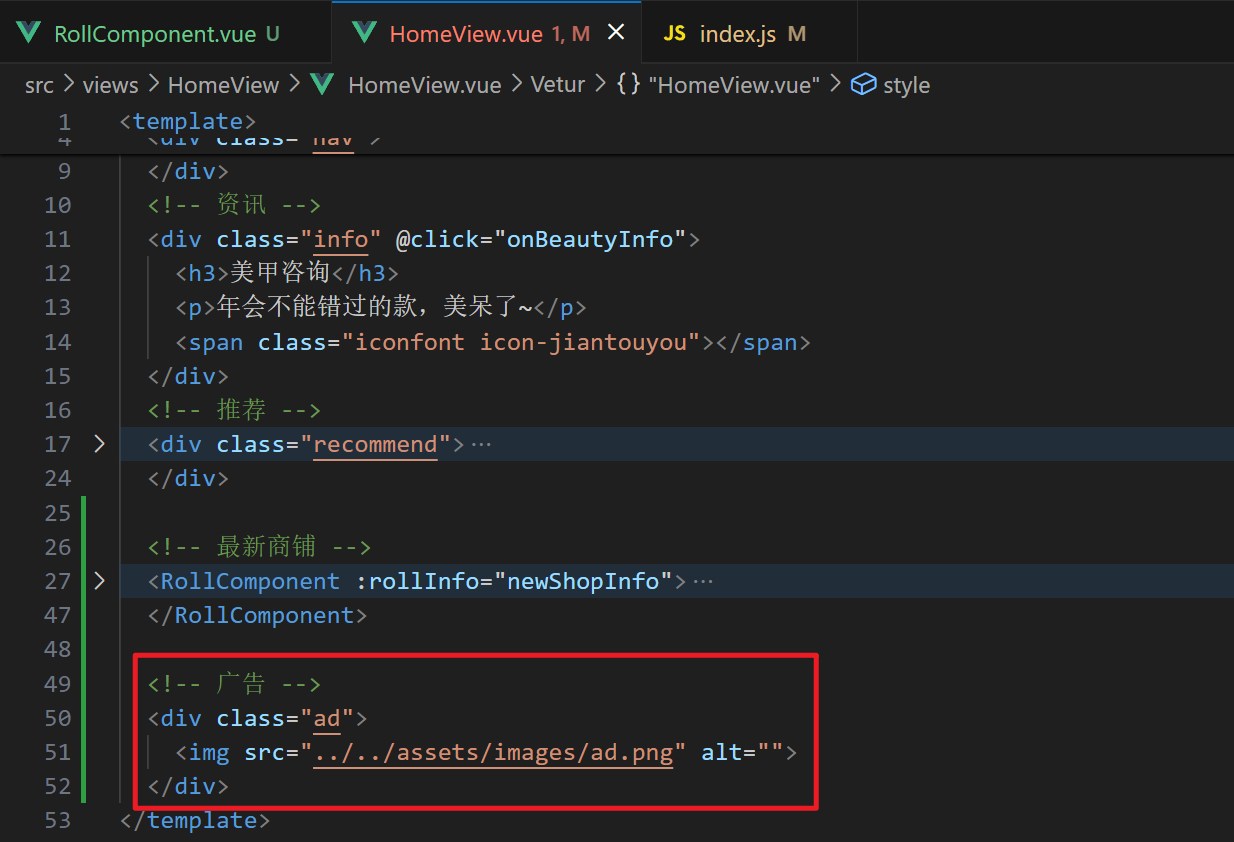 RollComponent.vue U
HomeView.vue 1, M
JS index.js M
src > views > HomeView > HomeView.vue > Vetur > {} "HomeView.vue" > style
1 <template>
4 <div class="nav">
9 </div>
10 <!-- 资讯 -->
11 <div class="info" @click="onBeautyInfo">
12 <h3>美甲咨询</h3>
13 <p>年会不能错过的款，美呆了~</p>
14 <span class="iconfont icon-jiantouyou"></span>
15 </div>
16 <!-- 推荐 -->
17 <div class="recommend">···
24 </div>
25
26 <!-- 最新商铺 -->
27 <RollComponent :rollInfo="newShopInfo">···
47 </RollComponent>
48
49 <!-- 广告 -->
50 <div class="ad">
51 <img src="../../assets/images/ad.png" alt="">
52 </div>
53 </template>